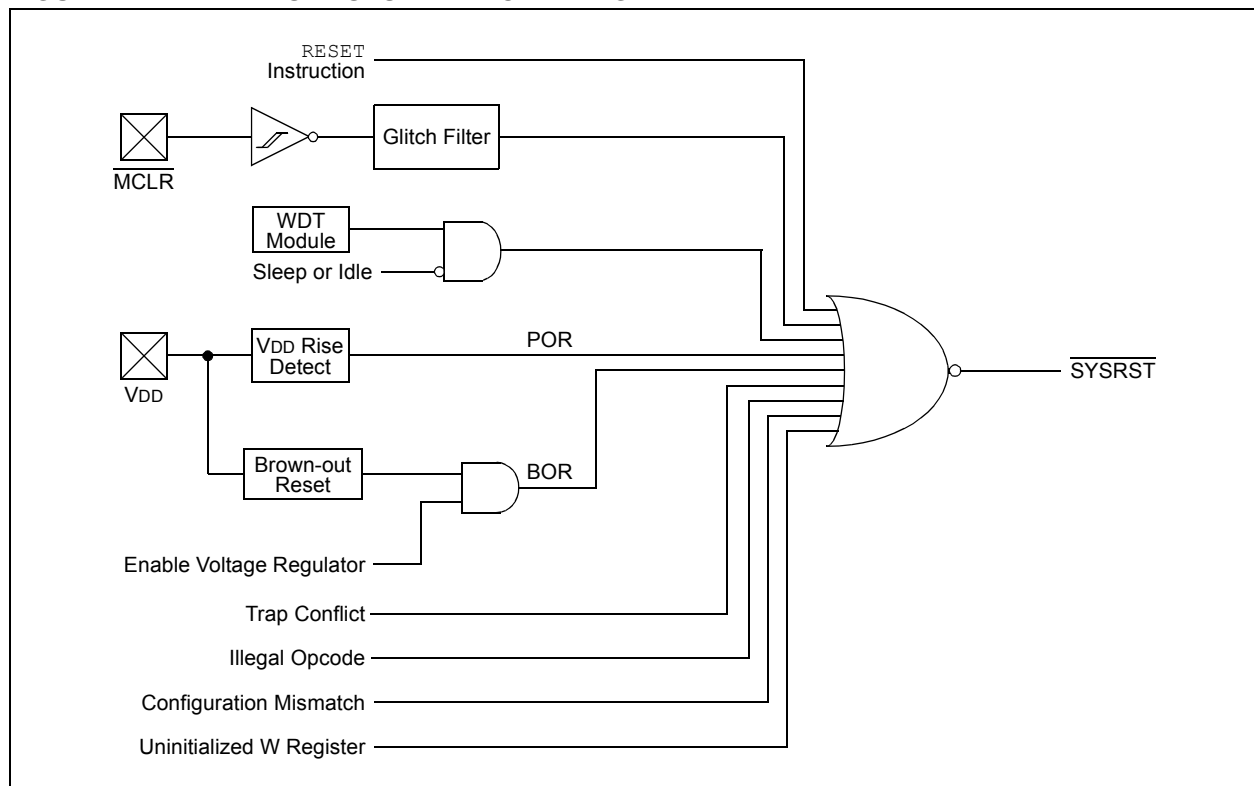 RESET
Instruction
Glitch Filter
MCLR
WDT
Module
Sleep or Idle
VDD Rise
Detect
POR
VDD
SYSRST
Brown-out
Reset
BOR
Enable Voltage Regulator
Trap Conflict
Illegal Opcode
Configuration Mismatch
Uninitialized W Register